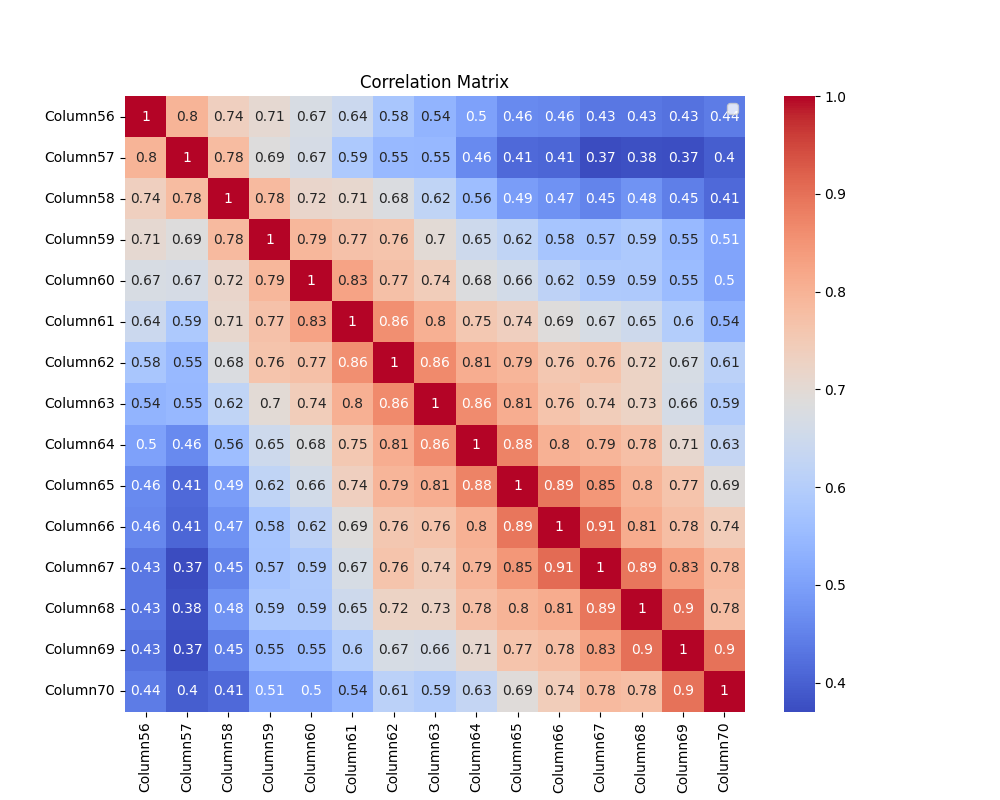 Correlation Matrix
Column56 1 0.8 0.74 0.71 0.67 0.64 0.58 0.54 0.5 0.46 0.46 0.43 0.43 0.43 0.44
Column57 0.8 1 0.78 0.69 0.67 0.59 0.55 0.55 0.46 0.41 0.41 0.37 0.38 0.37 0.4
Column58 0.74 0.78 1 0.78 0.72 0.71 0.68 0.62 0.56 0.49 0.47 0.45 0.48 0.45 0.41
Column59 0.71 0.69 0.78 1 0.79 0.77 0.76 0.7 0.65 0.62 0.58 0.57 0.59 0.55 0.51
Column60 0.67 0.67 0.72 0.79 1 0.83 0.77 0.74 0.68 0.66 0.62 0.59 0.59 0.55 0.5
Column61 0.64 0.59 0.71 0.77 0.83 1 0.86 0.8 0.75 0.74 0.69 0.67 0.65 0.6 0.54
Column62 0.58 0.55 0.68 0.76 0.77 0.86 1 0.86 0.81 0.79 0.76 0.76 0.72 0.67 0.61
Column63 0.54 0.55 0.62 0.7 0.74 0.8 0.86 1 0.86 0.81 0.76 0.74 0.73 0.66 0.59
Column64 0.5 0.46 0.56 0.65 0.68 0.75 0.81 0.86 1 0.88 0.8 0.79 0.78 0.71 0.63
Column65 0.46 0.41 0.49 0.62 0.66 0.74 0.79 0.81 0.88 1 0.89 0.85 0.8 0.77 0.69
Column66 0.46 0.41 0.47 0.58 0.62 0.69 0.76 0.76 0.8 0.89 1 0.91 0.81 0.78 0.74
Column67 0.43 0.37 0.45 0.57 0.59 0.67 0.76 0.74 0.79 0.85 0.91 1 0.89 0.83 0.78
Column68 0.43 0.38 0.48 0.59 0.59 0.65 0.72 0.73 0.78 0.8 0.81 0.89 1 0.9 0.78
Column69 0.43 0.37 0.45 0.55 0.55 0.6 0.67 0.66 0.71 0.77 0.78 0.83 0.9 1 0.9
Column70 0.44 0.4 0.41 0.51 0.5 0.54 0.61 0.59 0.63 0.69 0.74 0.78 0.78 0.9 1
Column56 Column57 Column58 Column59 Column60 Column61 Column62 Column63 Column64 Column65 Column66 Column67 Column68 Column69 Column70
1.0
0.9
0.8
0.7
0.6
0.5
0.4